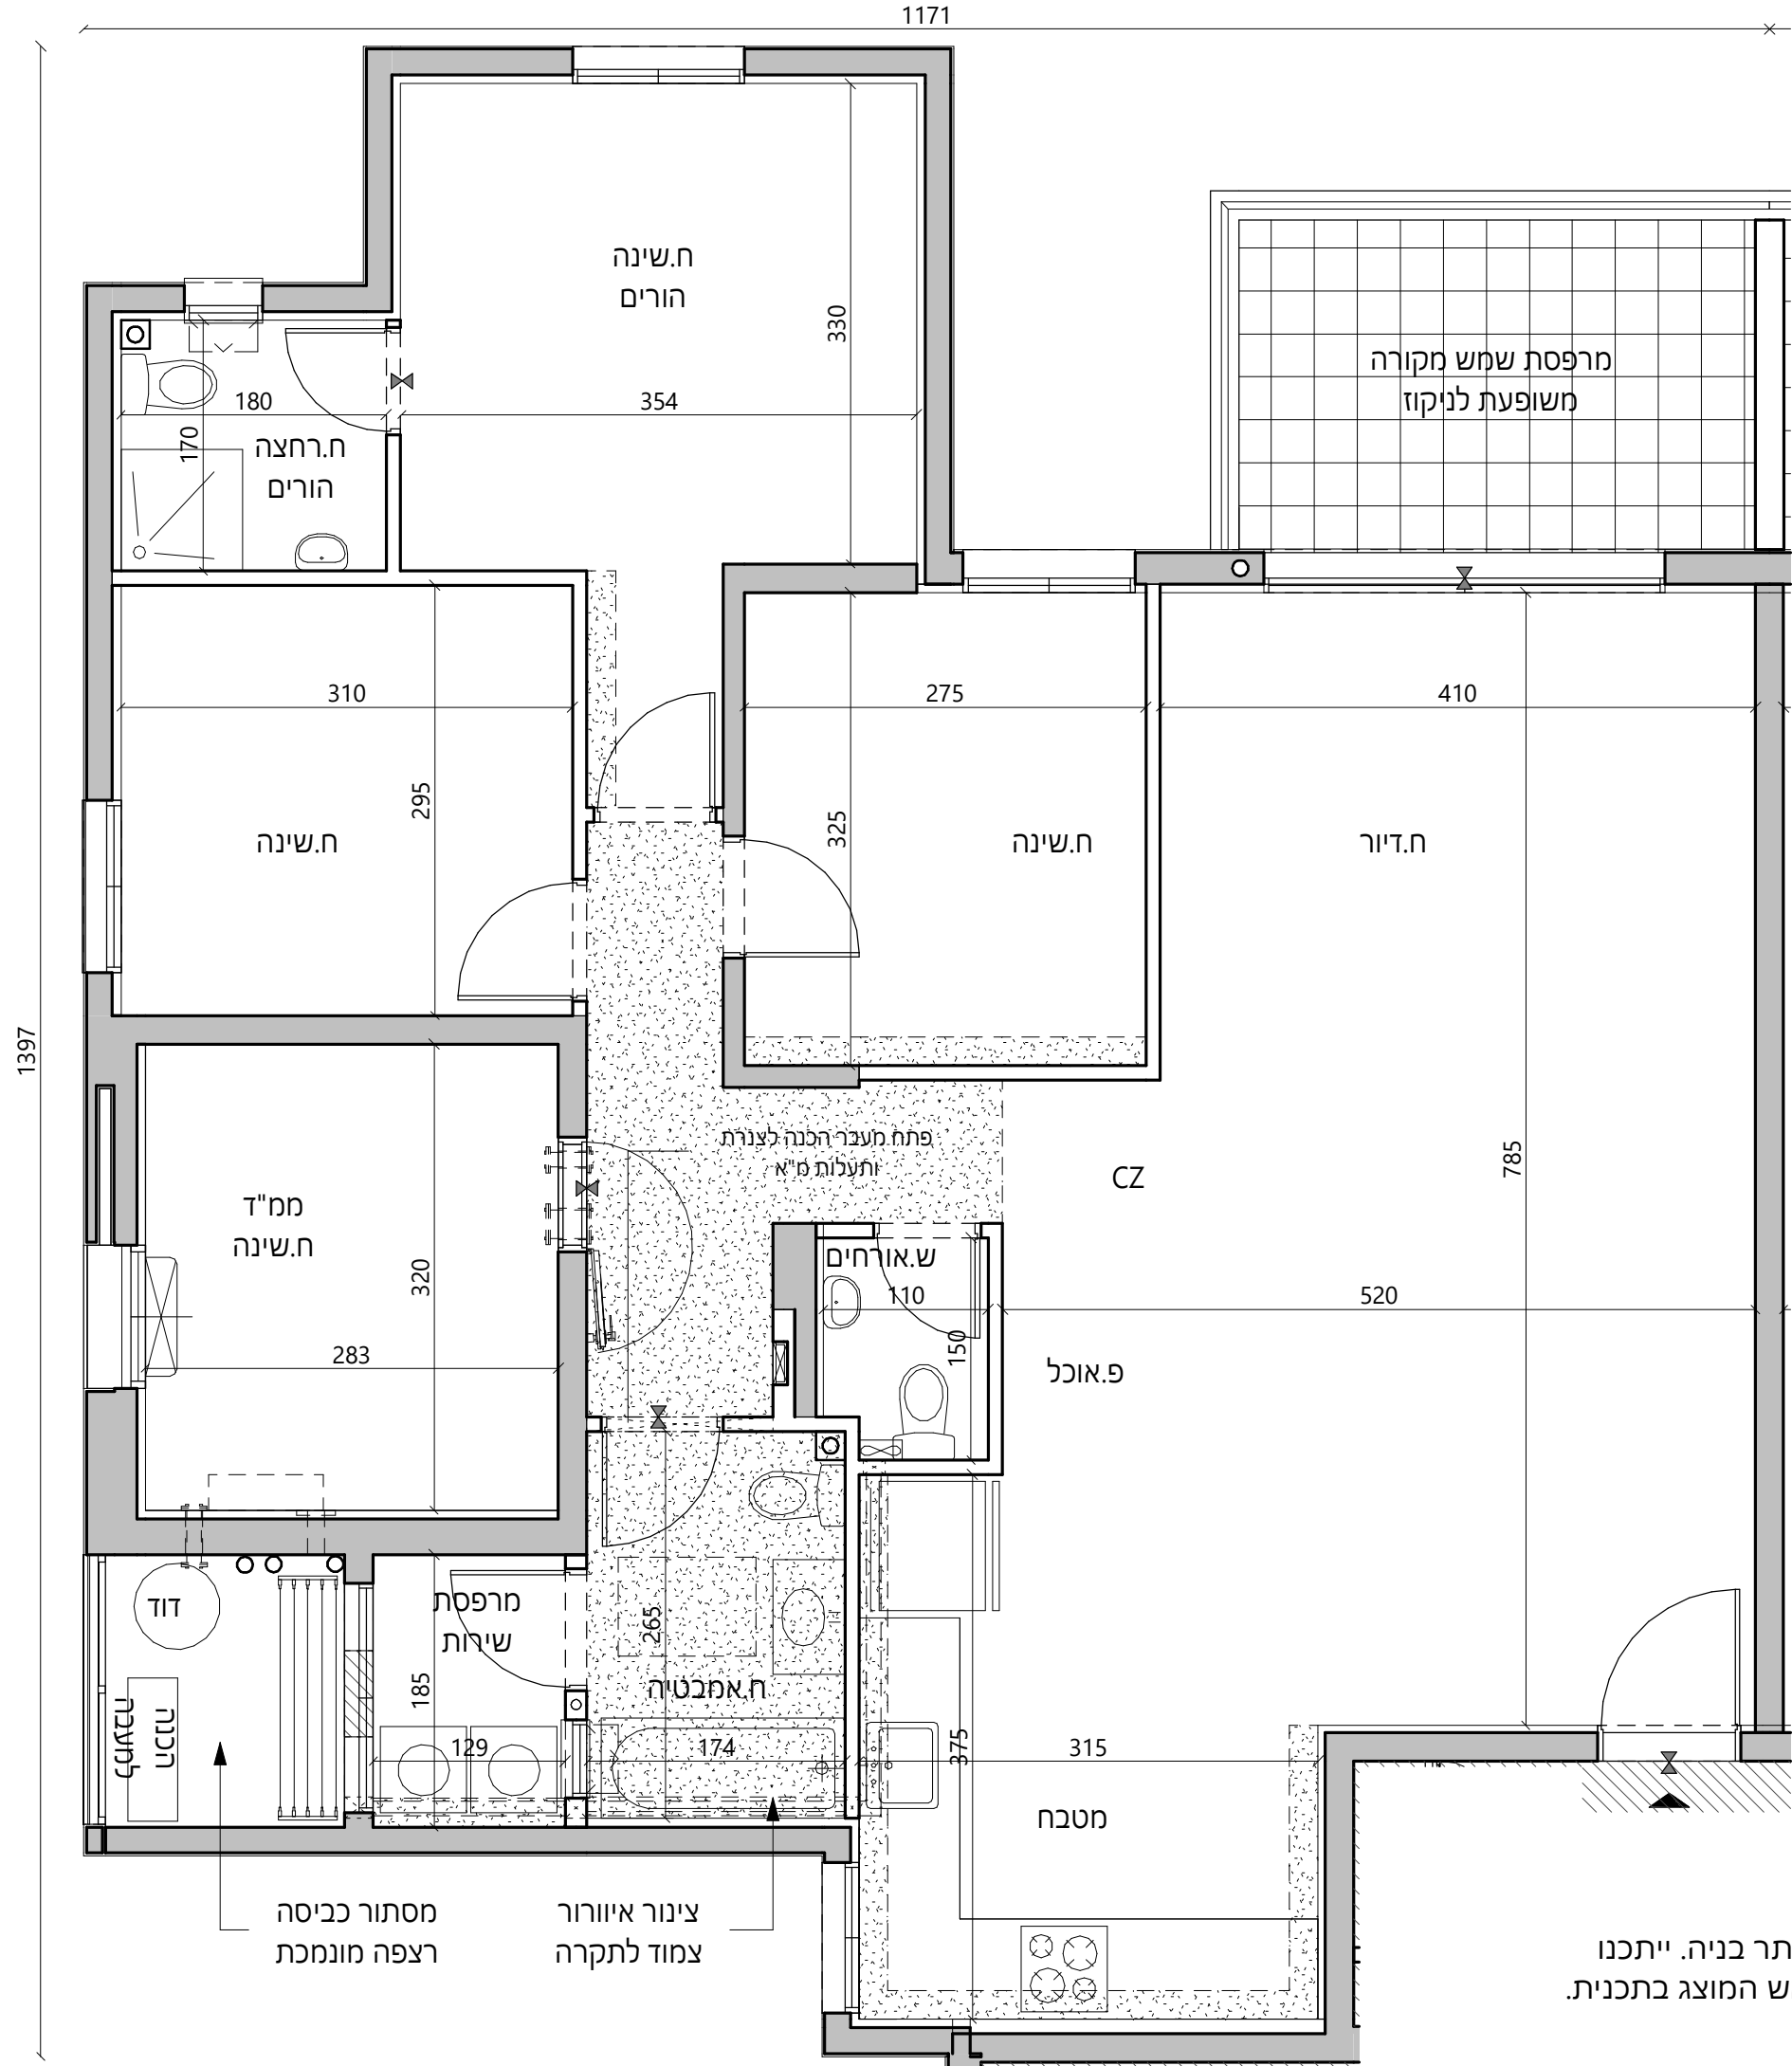 1171
1397
ח.שינה
הורים
330
354
180
170
ח.רחצה
הורים
מרפסת שמש מקורה
משופעת לניקוז
310
295
ח.שינה
275
325
ח.שינה
410
ח.דיור
785
פתח מעבר הכנה לצנרת
ותעלות מ"א
CZ
ממ"ד
ח.שינה
320
283
ש.אורחים
110
150
520
פ.אוכל
דוד
הכנה
למעבה
מרפסת
שירות
185
129
265
ח.אמבטיה
174
375
315
מטבח
מסתור כביסה
רצפה מונמכת
צינור איוורור
צמוד לתקרה
תר בניה. ייתכנו
ש המוצג בתכנית.